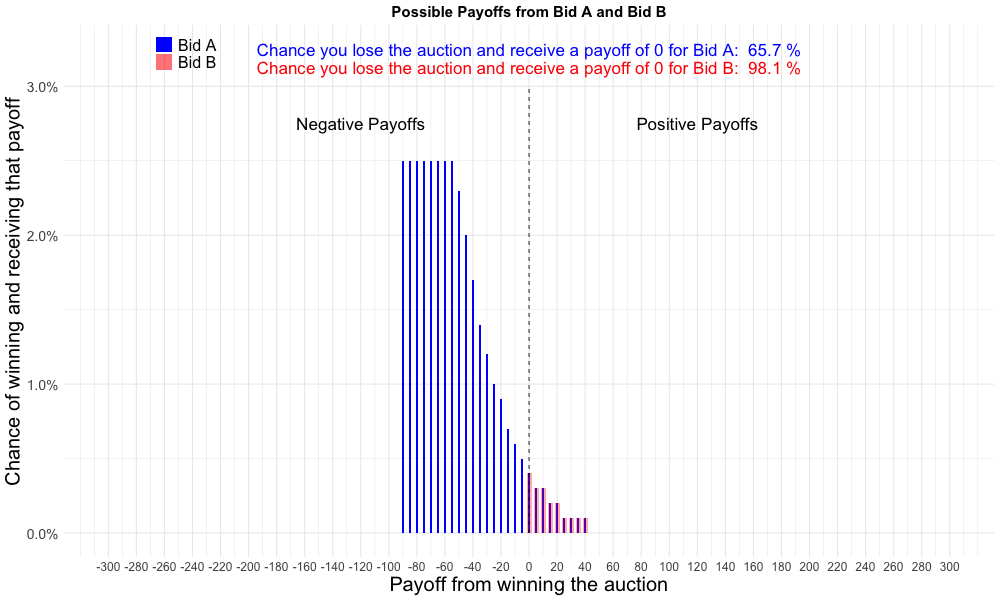 Possible Payoffs from Bid A and Bid B
Bid A
Bid B
Chance you lose the auction and receive a payoff of 0 for Bid A:  65.7 %
Chance you lose the auction and receive a payoff of 0 for Bid B:  98.1 %
Negative Payoffs
Positive Payoffs
Chance of winning and receiving that payoff
3.0%
2.0%
1.0%
0.0%
-300 -280 -260 -240 -220 -200 -180 -160 -140 -120 -100 -80 -60 -40 -20 0 20 40 60 80 100 120 140 160 180 200 220 240 260 280 300
Payoff from winning the auction